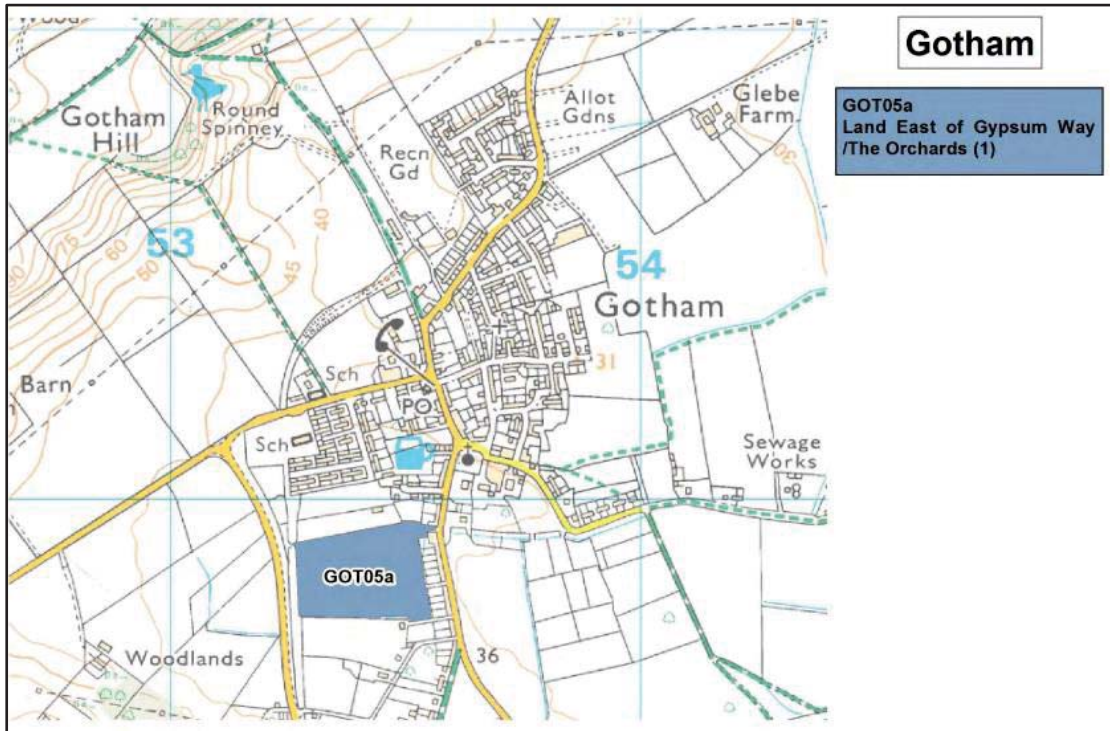 Gotham
GOT05a
Land East of Gypsum Way
/The Orchards (1)
Gotham
Hill
Round
Spinney
Recn
Gd
Allot
Gdns
Glebe
Farm
30
40
45
53
75
60
50
54
Gotham
31
Barn
Sch
PO
Sch
Sewage
Works
GOT05a
Woodlands
36